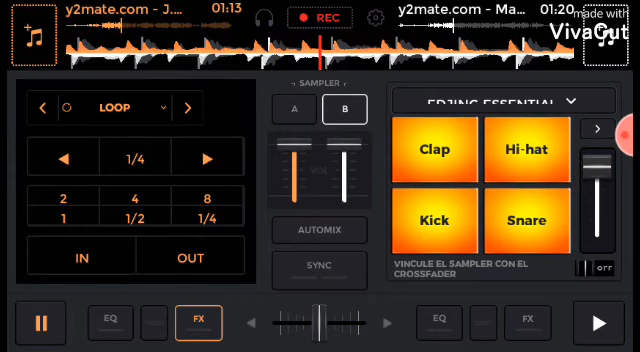 y2mate.com - J.... 01:13
REC
y2mate.com - Ma... 01:20
made with
VivaCut
SAMPLER
LOOP
A B
EDJING ESSENTIAL
1/4
VOL
Clap Hi-hat
2 4 8
1 1/2 1/4
Kick Snare
AUTOMIX
IN OUT
SYNC
VINCULE EL SAMPLER CON EL
CROSSFADER
OFF
EQ FX
EQ FX